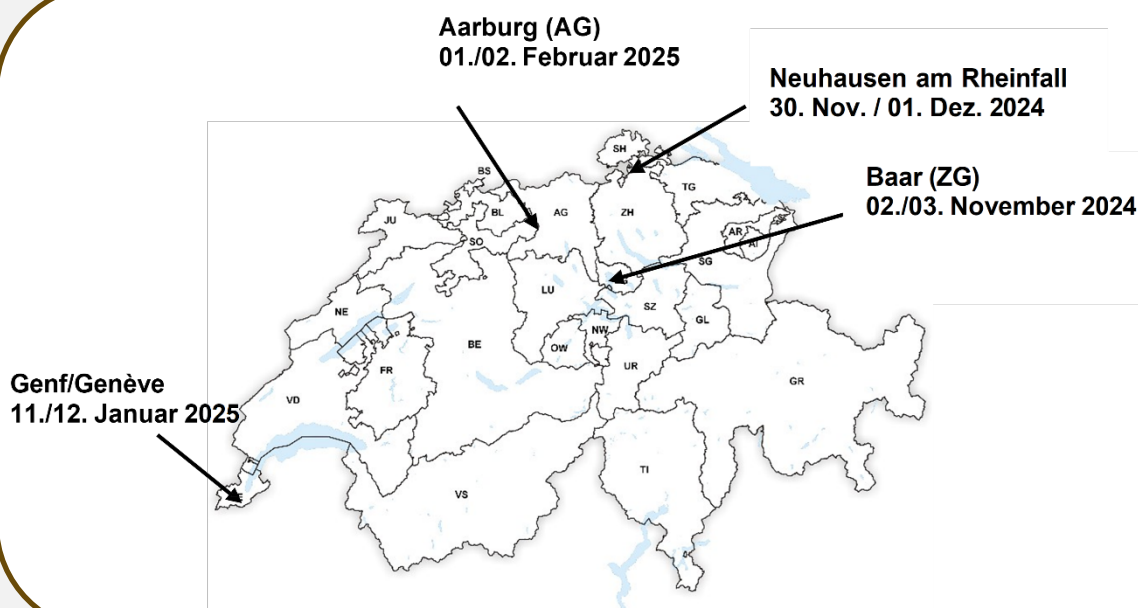 Aarburg (AG)
01./02. Februar 2025
Neuhausen am Rheinfall
30. Nov. / 01. Dez. 2024
Baar (ZG)
02./03. November 2024
Genf/Genève
11./12. Januar 2025
SH
BS
TG
BL
AG
ZH
JU
SO
AR
AI
SG
LU
SZ
NE
GL
NW
BE
OW
UR
FR
GR
VD
TI
VS